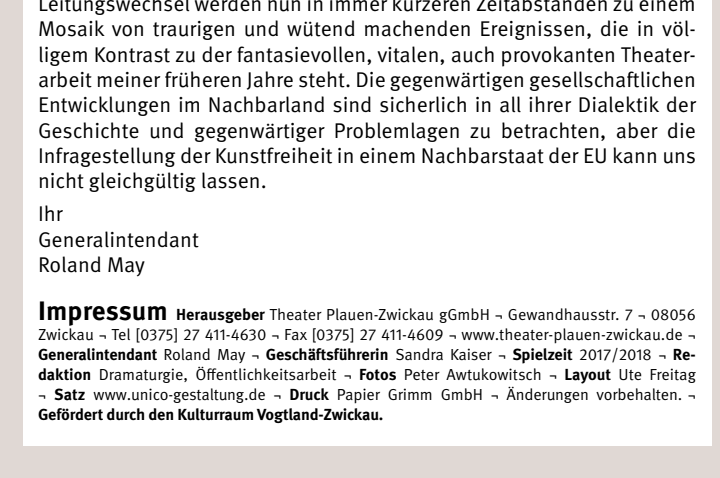 Leitungswechsel werden nun in immer kürzeren Zeitabständen zu einem
Mosaik von traurigen und wütend machenden Ereignissen, die in völ-
ligem Kontrast zu der fantasievollen, vitalen, auch provokanten Theater-
arbeit meiner früheren Jahre steht. Die gegenwärtigen gesellschaftlichen
Entwicklungen im Nachbarland sind sicherlich in all ihrer Dialektik der
Geschichte und gegenwärtiger Problemlagen zu betrachten, aber die
Infragestellung der Kunstfreiheit in einem Nachbarstaat der EU kann uns
nicht gleichgültig lassen.
Ihr
Generalintendant
Roland May
Impressum Herausgeber Theater Plauen-Zwickau gGmbH ¬ Gewandhausstr. 7 ¬ 08056
Zwickau ¬ Tel [0375] 27 411-4630 ¬ Fax [0375] 27 411-4609 ¬ www.theater-plauen-zwickau.de ¬
Generalintendant Roland May ¬ Geschäftsführerin Sandra Kaiser ¬ Spielzeit 2017/2018 ¬ Re-
daktion Dramaturgie, Öffentlichkeitsarbeit ¬ Fotos Peter Awtukowitsch ¬ Layout Ute Freitag
¬ Satz www.unico-gestaltung.de ¬ Druck Papier Grimm GmbH ¬ Änderungen vorbehalten. ¬
Gefördert durch den Kulturraum Vogtland-Zwickau.